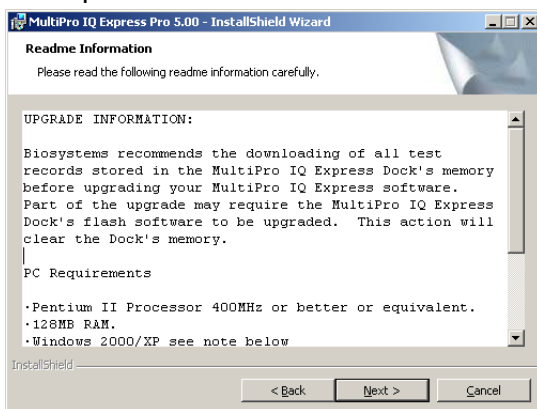 MultiPro IQ Express Pro 5.00 - InstallShield Wizard
Readme Information
Please read the following readme information carefully.
UPGRADE INFORMATION:
Biosystems recommends the downloading of all test
records stored in the MultiPro IQ Express Dock's memory
before upgrading your MultiPro IQ Express software.
Part of the upgrade may require the MultiPro IQ Express
Dock's flash software to be upgraded.  This action will
clear the Dock's memory.
PC Requirements
·Pentium II Processor 400MHz or better or equivalent.
·128MB RAM.
·Windows 2000/XP see note below
InstallShield
< Back
Next >
Cancel